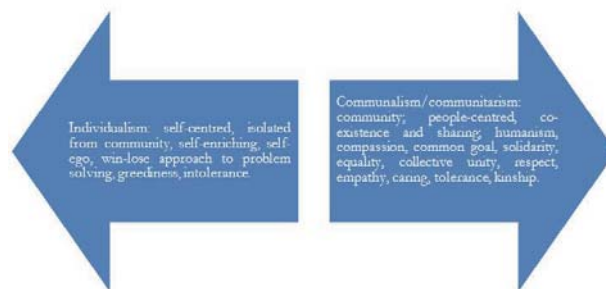 Individualism: self-centred, isolated
from community, self-enriching, self-
ego, win-lose approach to problem
solving, greediness, intolerance.
Communalism/communitarism:
community; people-centred, co-
existence and sharing; humanism,
compassion, common goal, solidarity,
equality, collective unity, respect,
empathy, caring, tolerance, kinship.